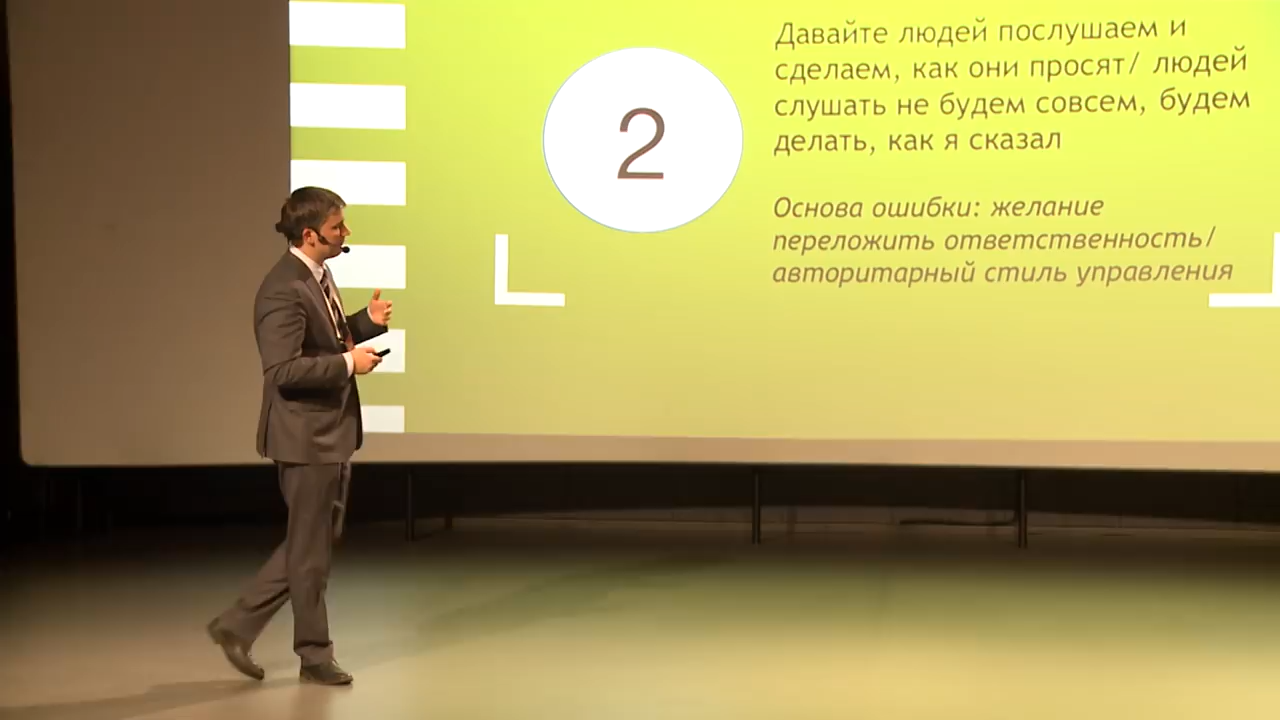 2
Давайте людей послушаем и
сделаем, как они просят/ людей
слушать не будем совсем, будем
делать, как я сказал
Основа ошибки: желание
переложить ответственность/
авторитарный стиль управления